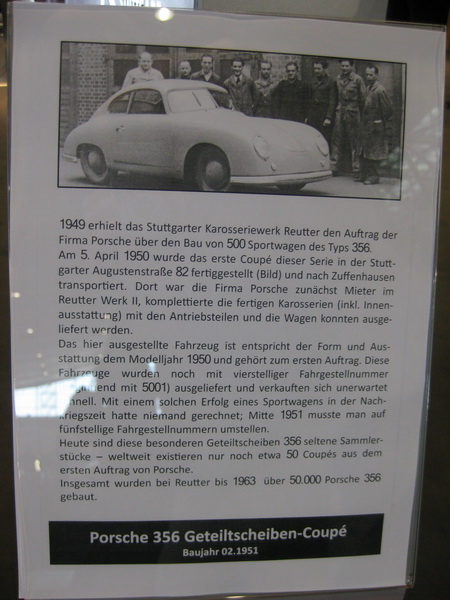 1949 erhielt das Stuttgarter Karosseriewerk Reutter den Auftrag der
Firma Porsche über den Bau von 500 Sportwagen des Typs 356.
Am 5. April 1950 wurde das erste Coupé dieser Serie in der Stutt-
garter Augustenstraße 82 fertiggestellt (Bild) und nach Zuffenhausen
transportiert. Dort war die Firma Porsche zunächst Mieter im
Reutter Werk II, komplettierte die fertigen Karosserien (inkl. Innen-
ausstattung) mit den Antriebsteilen und die Wagen konnten ausge-
liefert werden.
Das hier ausgestellte Fahrzeug ist entspricht der Form und Aus-
stattung dem Modelljahr 1950 und gehört zum ersten Auftrag. Diese
Fahrzeuge wurden noch mit vierstelliger Fahrgestellnummer
mit 5001) ausgeliefert und verkauften sich unerwartet
schnell. Mit einem solchen Erfolg eines Sportwagens in der Nach-
kriegszeit hatte niemand gerechnet; Mitte 1951 musste man auf
fünfstellige Fahrgestellnummern umstellen.
Heute sind diese besonderen Geteiltscheiben 356 seltene Sammler-
stücke – weltweit existieren nur noch etwa 50 Coupés aus dem
ersten Auftrag von Porsche.
Insgesamt wurden bei Reutter bis 1963 über 50.000 Porsche 356
gebaut.
Porsche 356 Geteiltscheiben-Coupé
Baujahr 02.1951